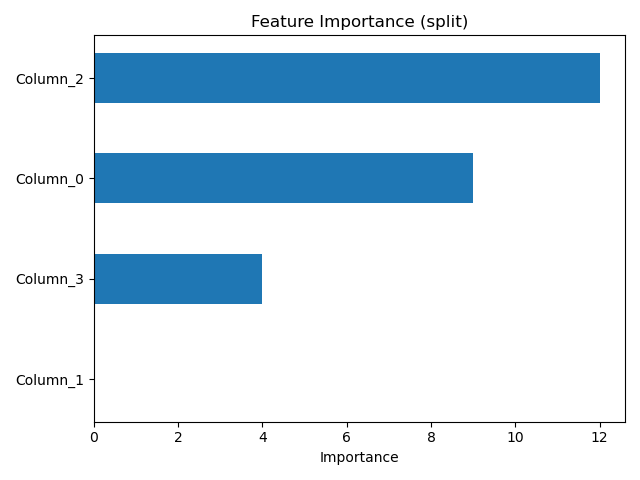 Feature Importance (split)
Column_2
Column_0
Column_3
Column_1
0 2 4 6 8 10 12
Importance